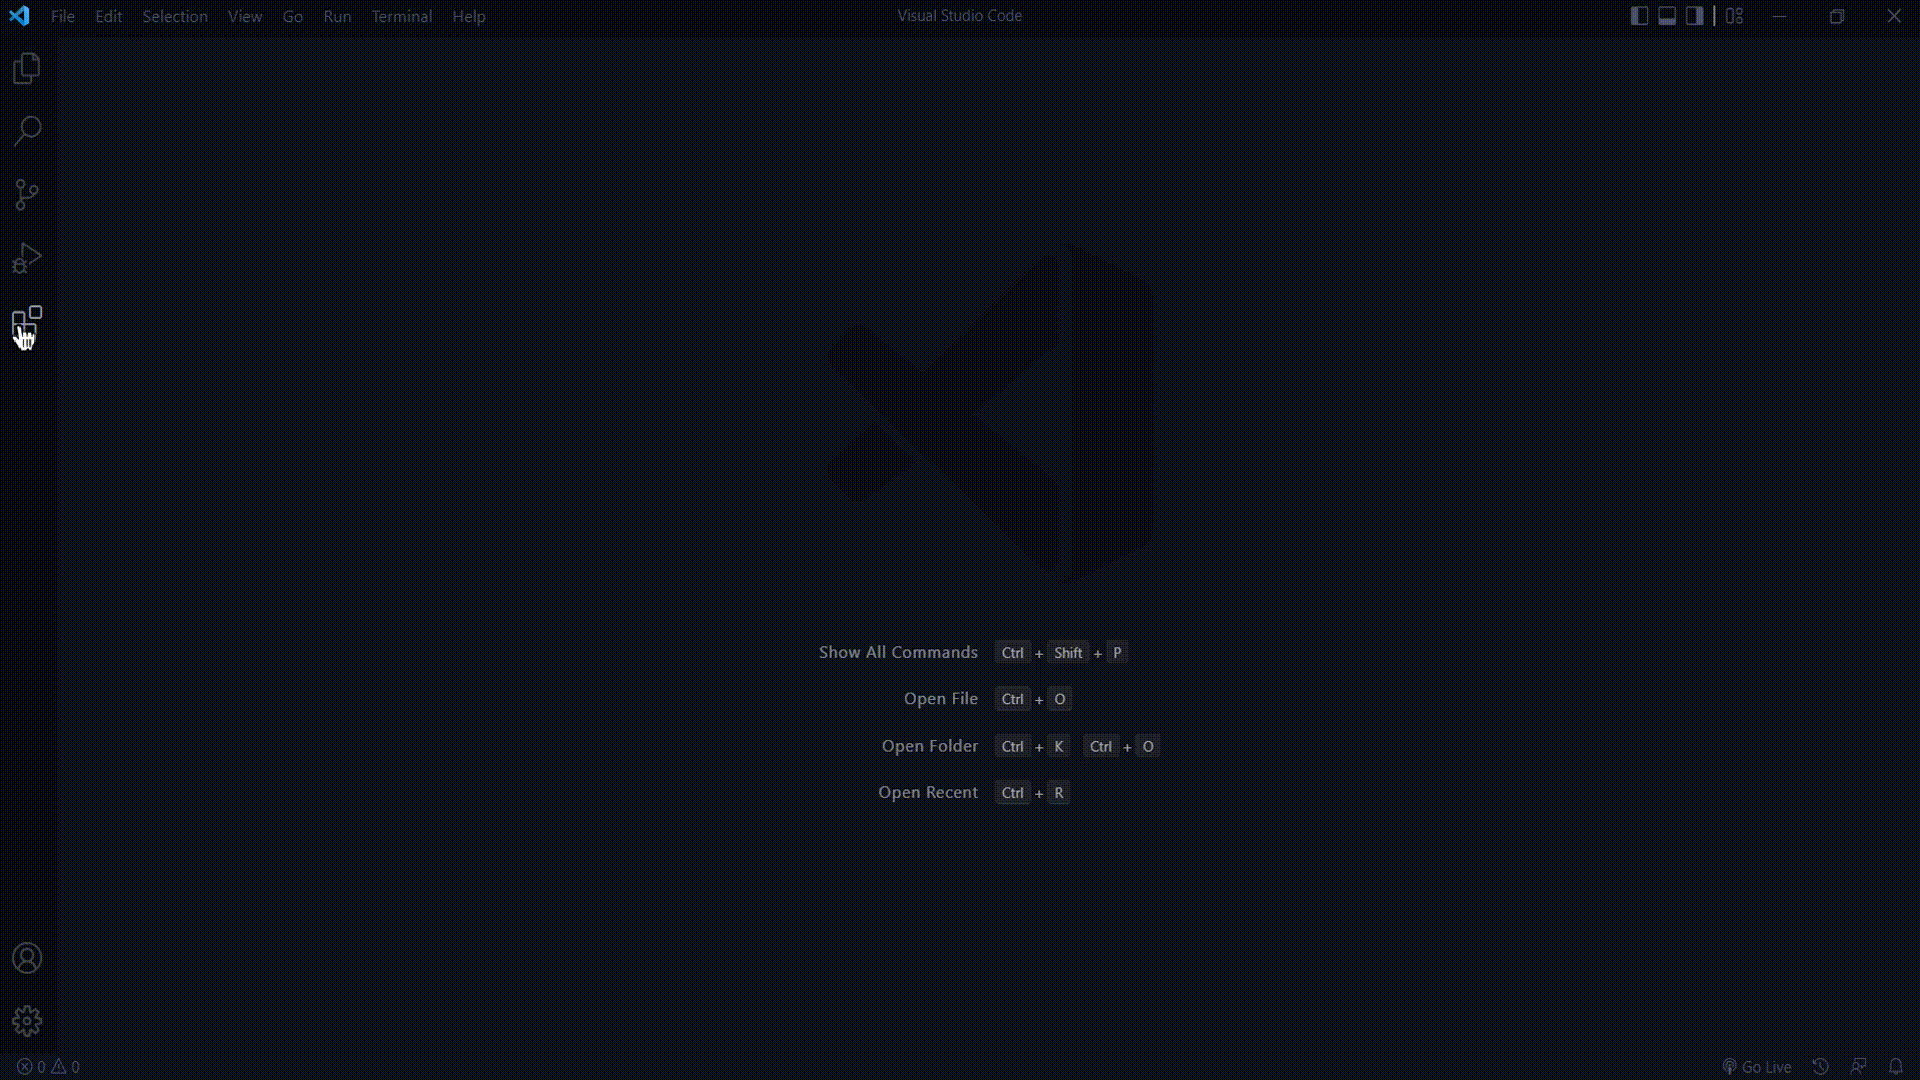 File Edit Selection View Go Run Terminal Help
Visual Studio Code
Show All Commands Ctrl + Shift + P
Open File Ctrl + O
Open Folder Ctrl + K Ctrl + O
Open Recent Ctrl + R
0 0
Go Live